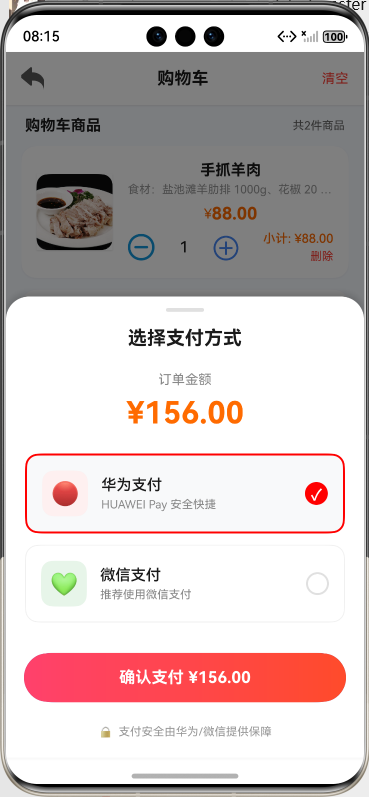 08:15
100
购物车
清空
购物车商品
共2件商品
手抓羊肉
食材：盐池滩羊肋排 1000g、花椒 20 ...
¥88.00
1
小计: ¥88.00
删除
选择支付方式
订单金额
¥156.00
华为支付
HUAWEI Pay 安全快捷
微信支付
推荐使用微信支付
确认支付 ¥156.00
支付安全由华为/微信提供保障